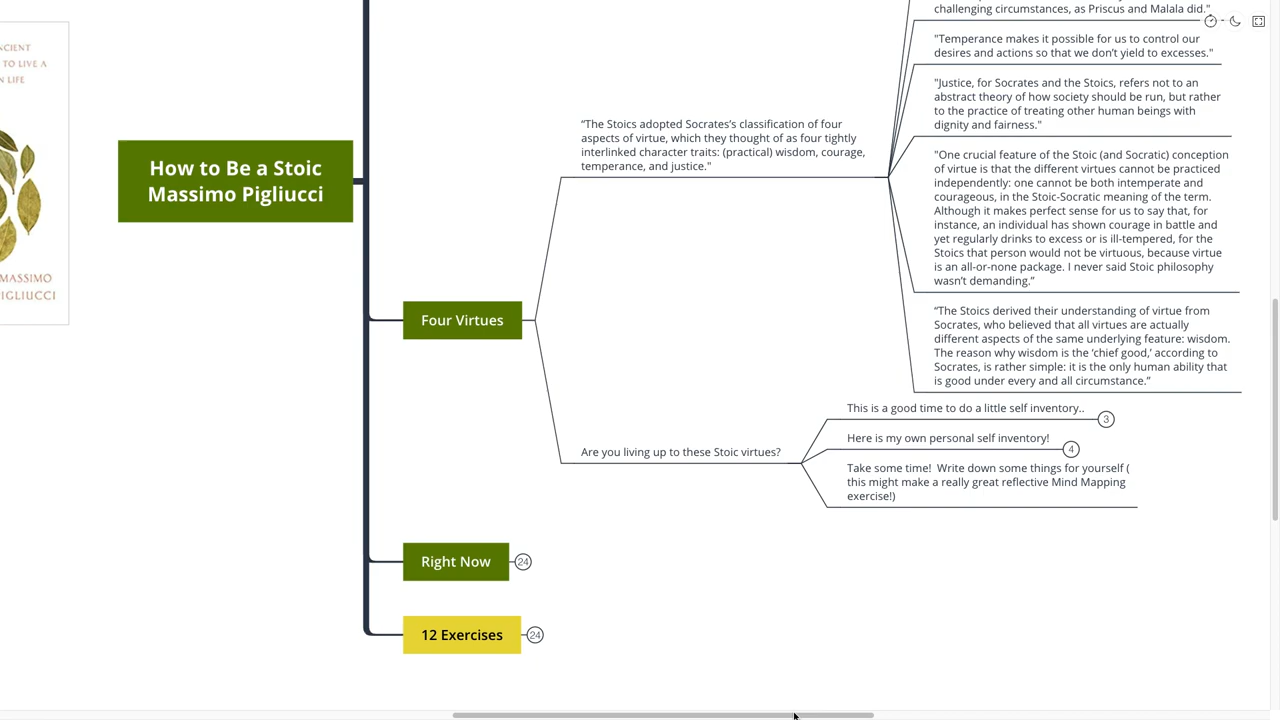 NCIENT
TO LIVE A
N LIFE
MASSIMO
PIGLIUCCI
How to Be a Stoic
Massimo Pigliucci
challenging circumstances, as Priscus and Malala did."
"Temperance makes it possible for us to control our
desires and actions so that we don’t yield to excesses."
"Justice, for Socrates and the Stoics, refers not to an
abstract theory of how society should be run, but rather
to the practice of treating other human beings with
dignity and fairness."
“The Stoics adopted Socrates’s classification of four
aspects of virtue, which they thought of as four tightly
interlinked character traits: (practical) wisdom, courage,
temperance, and justice."
"One crucial feature of the Stoic (and Socratic) conception
of virtue is that the different virtues cannot be practiced
independently: one cannot be both intemperate and
courageous, in the Stoic-Socratic meaning of the term.
Although it makes perfect sense for us to say that, for
instance, an individual has shown courage in battle and
yet regularly drinks to excess or is ill-tempered, for the
Stoics that person would not be virtuous, because virtue
is an all-or-none package. I never said Stoic philosophy
wasn’t demanding.”
Four Virtues
“The Stoics derived their understanding of virtue from
Socrates, who believed that all virtues are actually
different aspects of the same underlying feature: wisdom.
The reason why wisdom is the ‘chief good,’ according to
Socrates, is rather simple: it is the only human ability that
is good under every and all circumstance.”
Are you living up to these Stoic virtues?
This is a good time to do a little self inventory..
3
Here is my own personal self inventory!
4
Take some time!  Write down some things for yourself (
this might make a really great reflective Mind Mapping
exercise!)
Right Now
24
12 Exercises
24